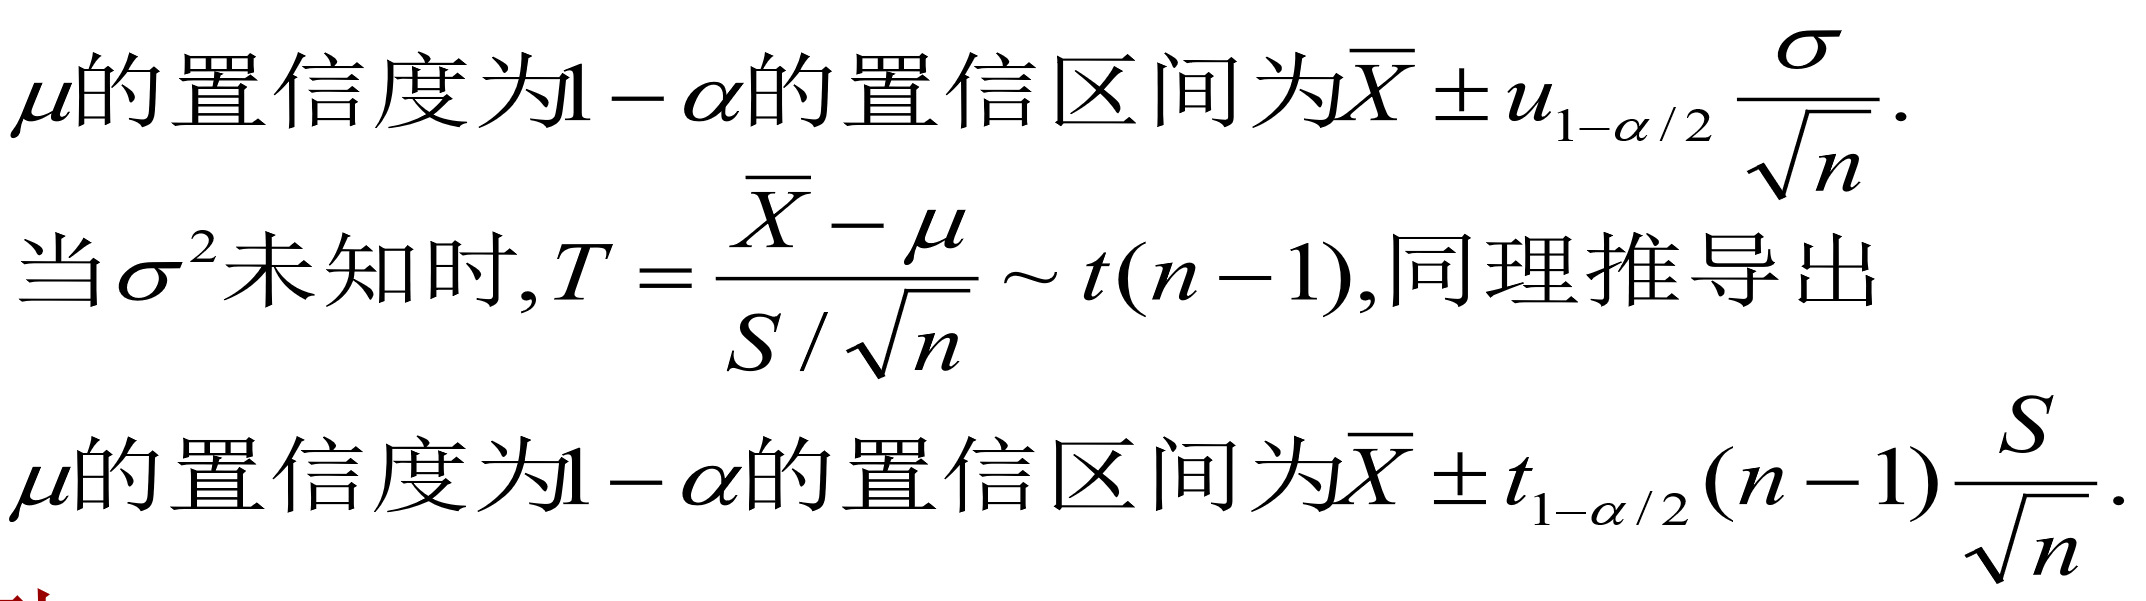 μ的置信度为1−α的置信区间为X̄ ± u_{1−α/2} σ/√n.
当σ²未知时,T = (X̄ − μ)/(S/√n) ~ t(n−1),同理推导出
μ的置信度为1−α的置信区间为X̄ ± t_{1−α/2}(n−1) S/√n.